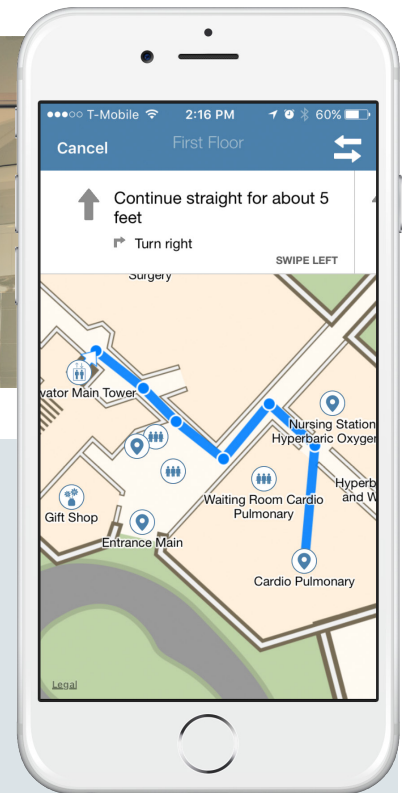 T-Mobile 2:16 PM 60%
Cancel First Floor
Continue straight for about 5
feet
Turn right
SWIPE LEFT
Surgery
vator Main Tower
Nursing Station
Hyperbaric Oxyge
Hyperb
and W
Waiting Room Cardio
Pulmonary
Gift Shop
Entrance Main
Cardio Pulmonary
Legal